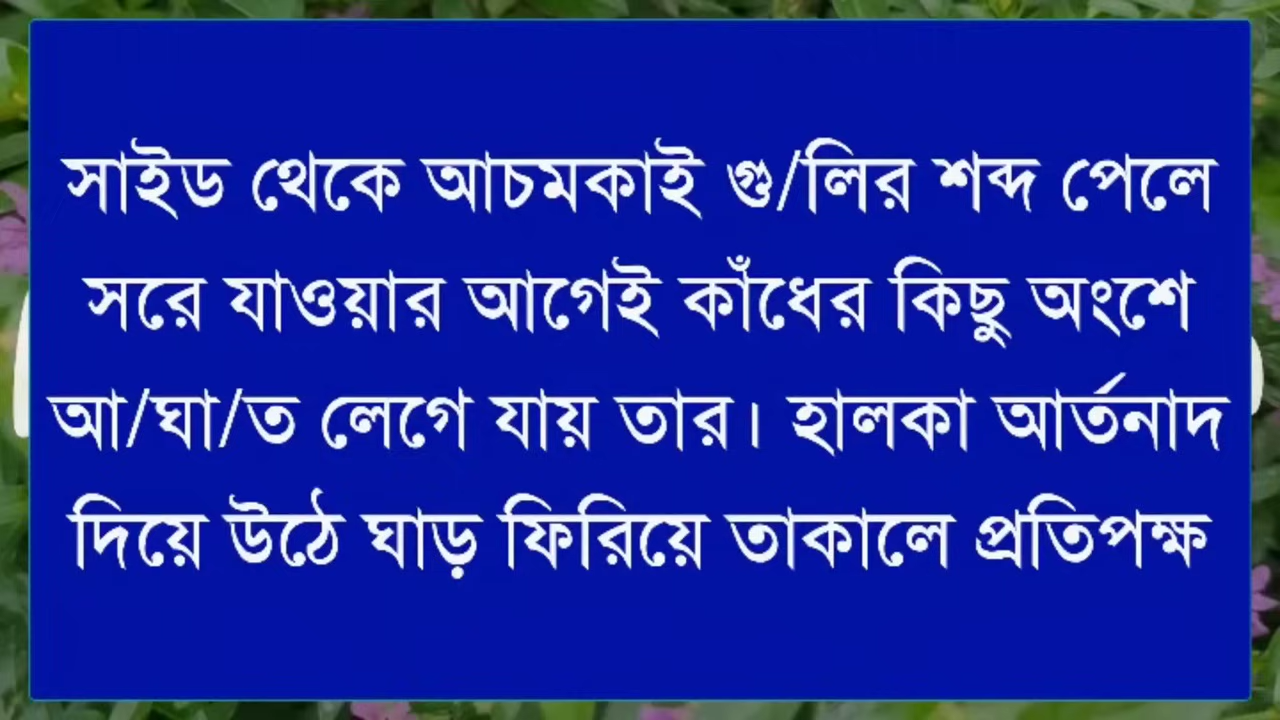 সাইড থেকে আচমকাই গু/লির শব্দ পেলে
সরে যাওয়ার আগেই কাঁধের কিছু অংশে
আ/ঘা/ত লেগে যায় তার। হালকা আর্তনাদ
দিয়ে উঠে ঘাড় ফিরিয়ে তাকালে প্রতিপক্ষ